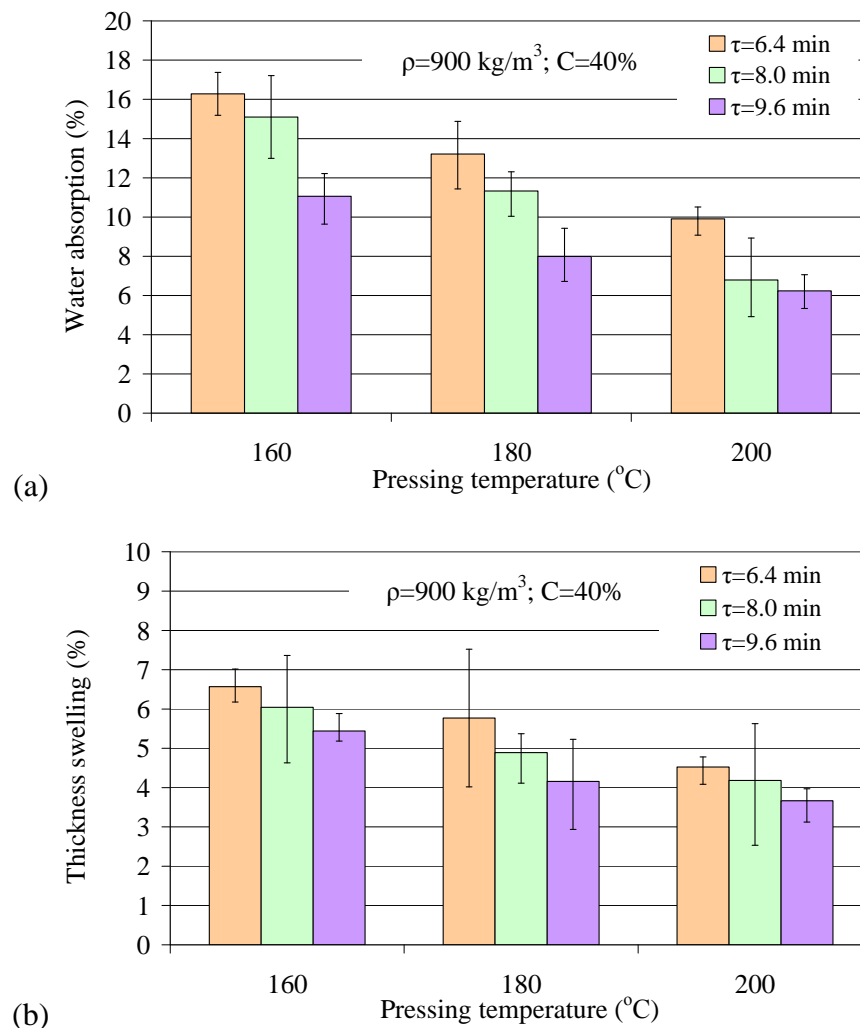 20
18
16
14
12
10
8
6
4
2
0
Water absorption (%)
ρ=900 kg/m³; C=40%
τ=6.4 min
τ=8.0 min
τ=9.6 min
160 180 200
Pressing temperature (°C)
(a)
10
9
8
7
6
5
4
3
2
1
0
Thickness swelling (%)
ρ=900 kg/m³; C=40%
τ=6.4 min
τ=8.0 min
τ=9.6 min
160 180 200
Pressing temperature (°C)
(b)